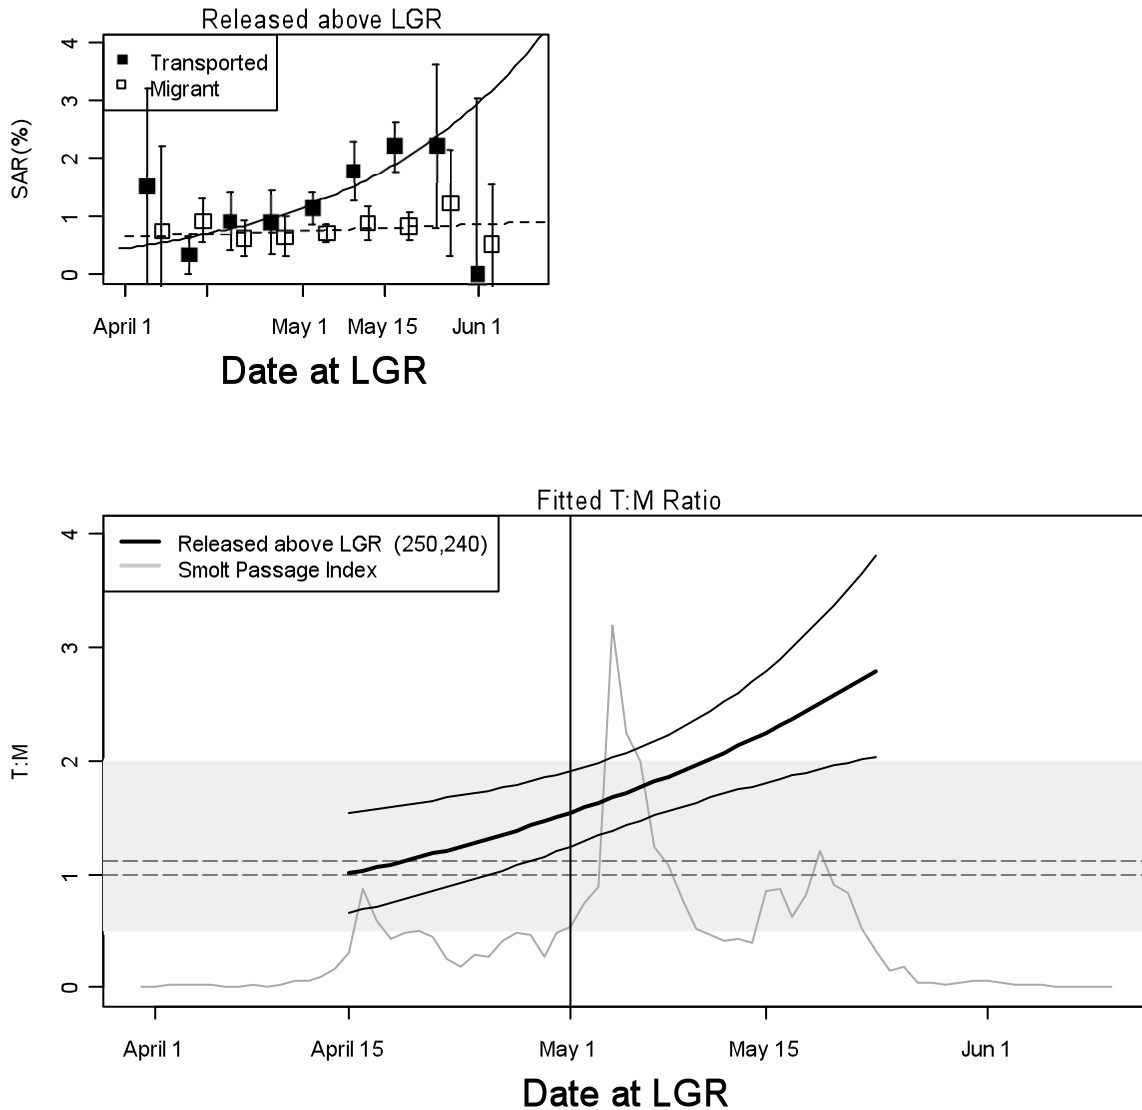 Released above LGR
4
3
2
1
0
SAR(%)
Transported
Migrant
April 1
May 1
May 15
Jun 1
Date at LGR
Fitted T:M Ratio
4
3
2
1
0
T:M
Released above LGR (250,240)
Smolt Passage Index
April 1
April 15
May 1
May 15
Jun 1
Date at LGR